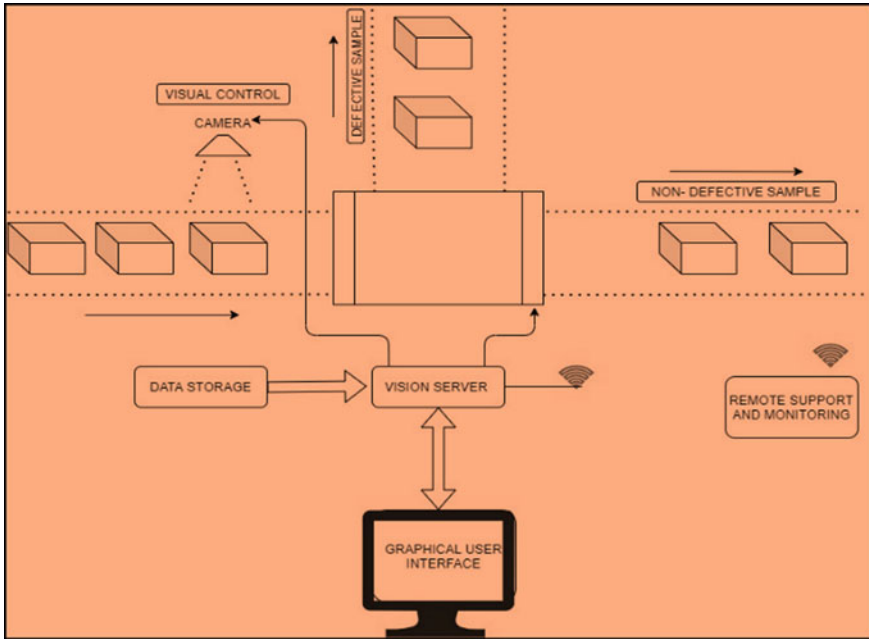 VISUAL CONTROL
CAMERA
DEFECTIVE SAMPLE
NON- DEFECTIVE SAMPLE
DATA STORAGE
VISION SERVER
REMOTE SUPPORT
AND MONITORING
GRAPHICAL USER
INTERFACE